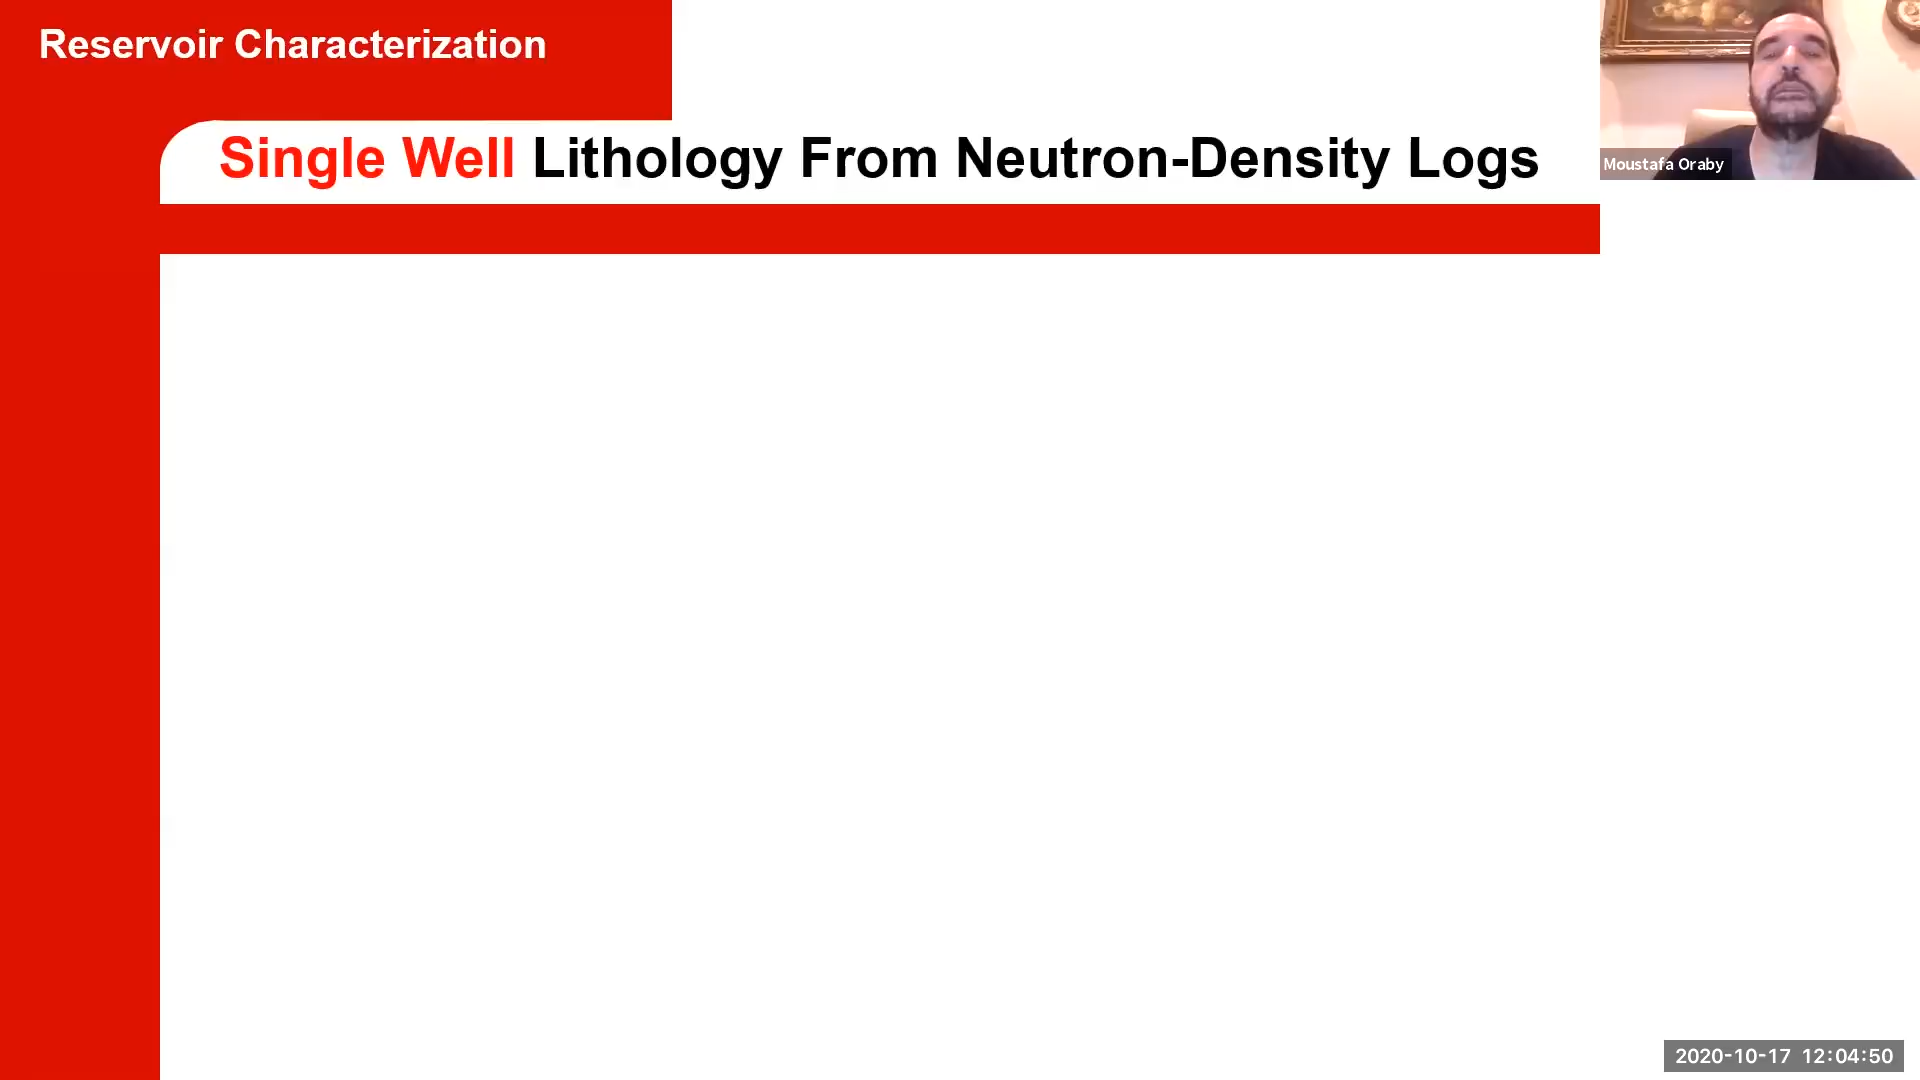 Reservoir Characterization
Single Well Lithology From Neutron-Density Logs
Moustafa Oraby
2020-10-17 12:04:50